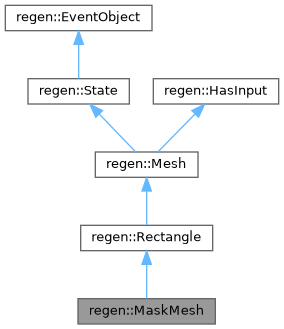 regen::EventObject
regen::State
regen::HasInput
regen::Mesh
regen::Rectangle
regen::MaskMesh